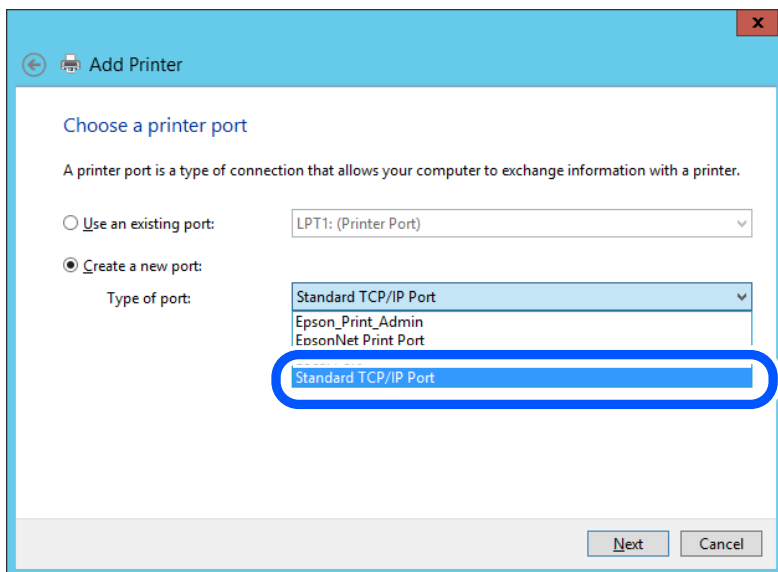 x
Add Printer
Choose a printer port
A printer port is a type of connection that allows your computer to exchange information with a printer.
Use an existing port: LPT1: (Printer Port)
Create a new port:
Type of port: Standard TCP/IP Port
Epson_Print_Admin
EpsonNet Print Port
Standard TCP/IP Port
Next Cancel